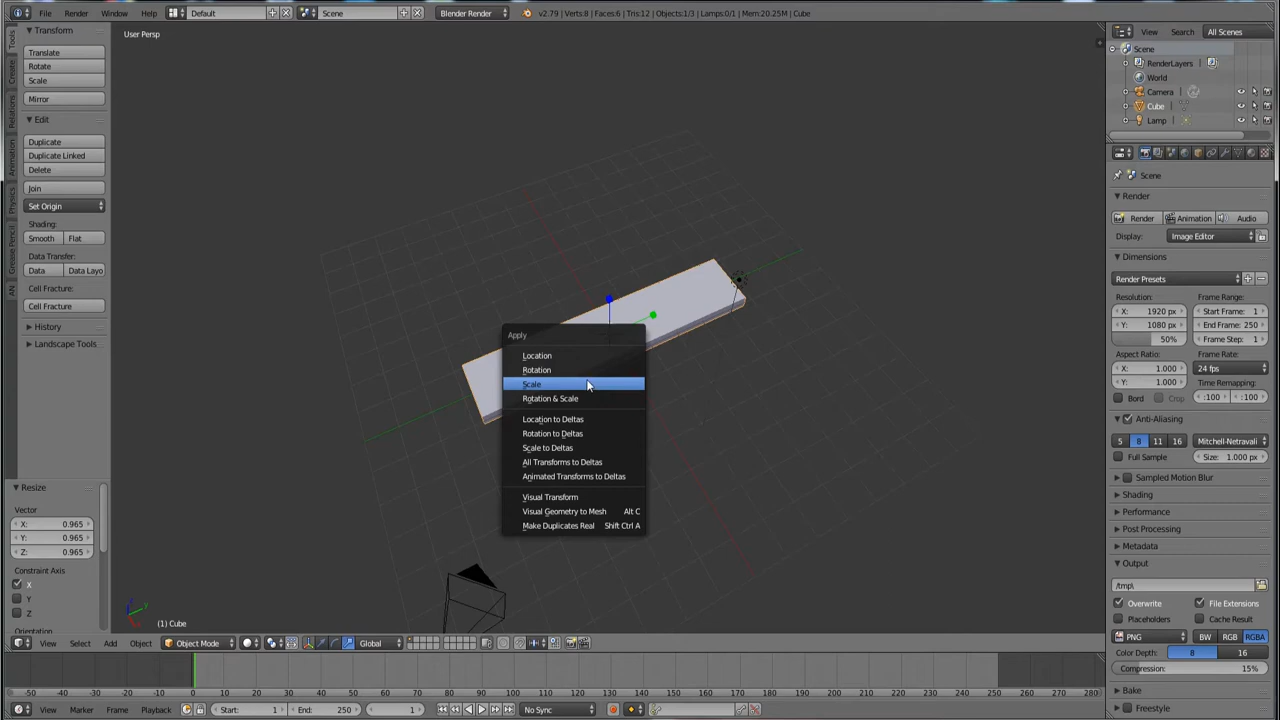 File Render Window Help Default Scene Blender Render v2.79 | Verts:8 | Faces:6 | Tris:12 | Objects:1/3 | Lamps:0/1 | Mem:20.25M | Cube
Tools
Create
Relations
Animation
Physics
Grease Pencil
AN
Transform
Translate
Rotate
Scale
Mirror
Edit
Duplicate
Duplicate Linked
Delete
Join
Set Origin
Shading:
Smooth Flat
Data Transfer:
Data Data Layo
Cell Fracture:
Cell Fracture
History
Landscape Tools
Resize
Vector
X: 0.965
Y: 0.965
Z: 0.965
Constraint Axis
X
Y
Z
Orientation
User Persp
Apply
Location
Rotation
Scale
Rotation & Scale
Location to Deltas
Rotation to Deltas
Scale to Deltas
All Transforms to Deltas
Animated Transforms to Deltas
Visual Transform
Visual Geometry to Mesh Alt C
Make Duplicates Real Shift Ctrl A
(1) Cube
View Select Add Object Object Mode Global
-50 -40 -30 -20 -10 0 10 20 30 40 50 60 70 80 90 100 110 120 130 140 150 160 170 180 190 200 210 220 230 240 250 260 270 280
View Marker Frame Playback Start: 1 End: 250 1 No Sync
View Search All Scenes
Scene
RenderLayers
World
Camera
Cube
Lamp
Scene
Render
Render Animation Audio
Display: Image Editor
Dimensions
Render Presets
Resolution: Frame Range:
X: 1920 px Start Frame: 1
Y: 1080 px End Frame: 250
50% Frame Step: 1
Aspect Ratio: Frame Rate:
X: 1.000 24 fps
Y: 1.000 Time Remapping:
Bord Crop :100 :100
Anti-Aliasing
5 8 11 16 Mitchell-Netravali
Full Sample Size: 1.000 px
Sampled Motion Blur
Shading
Performance
Post Processing
Metadata
Output
/tmp\
Overwrite File Extensions
Placeholders Cache Result
PNG BW RGB RGBA
Color Depth: 8 16
Compression: 15%
Bake
Freestyle